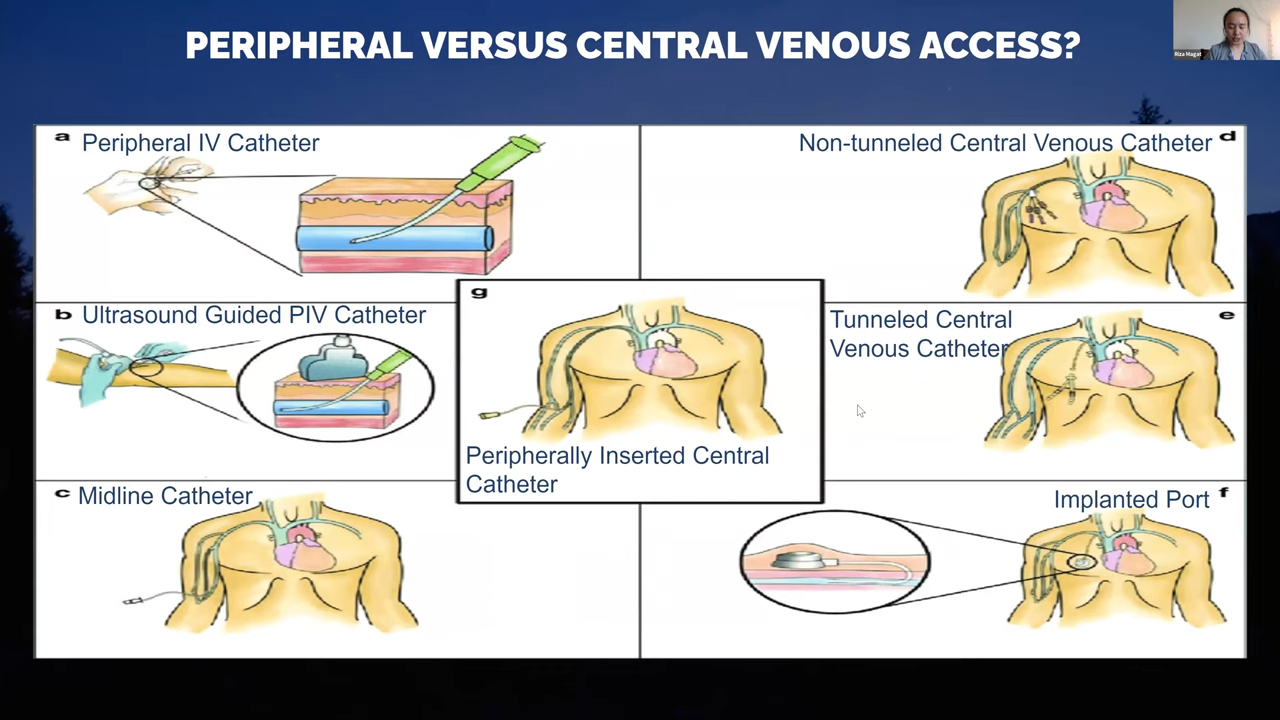 PERIPHERAL VERSUS CENTRAL VENOUS ACCESS?
Riza Magat
a Peripheral IV Catheter
Non-tunneled Central Venous Catheter d
b Ultrasound Guided PIV Catheter
g
Peripherally Inserted Central
Catheter
Tunneled Central
Venous Catheter
e
c Midline Catheter
Implanted Port f